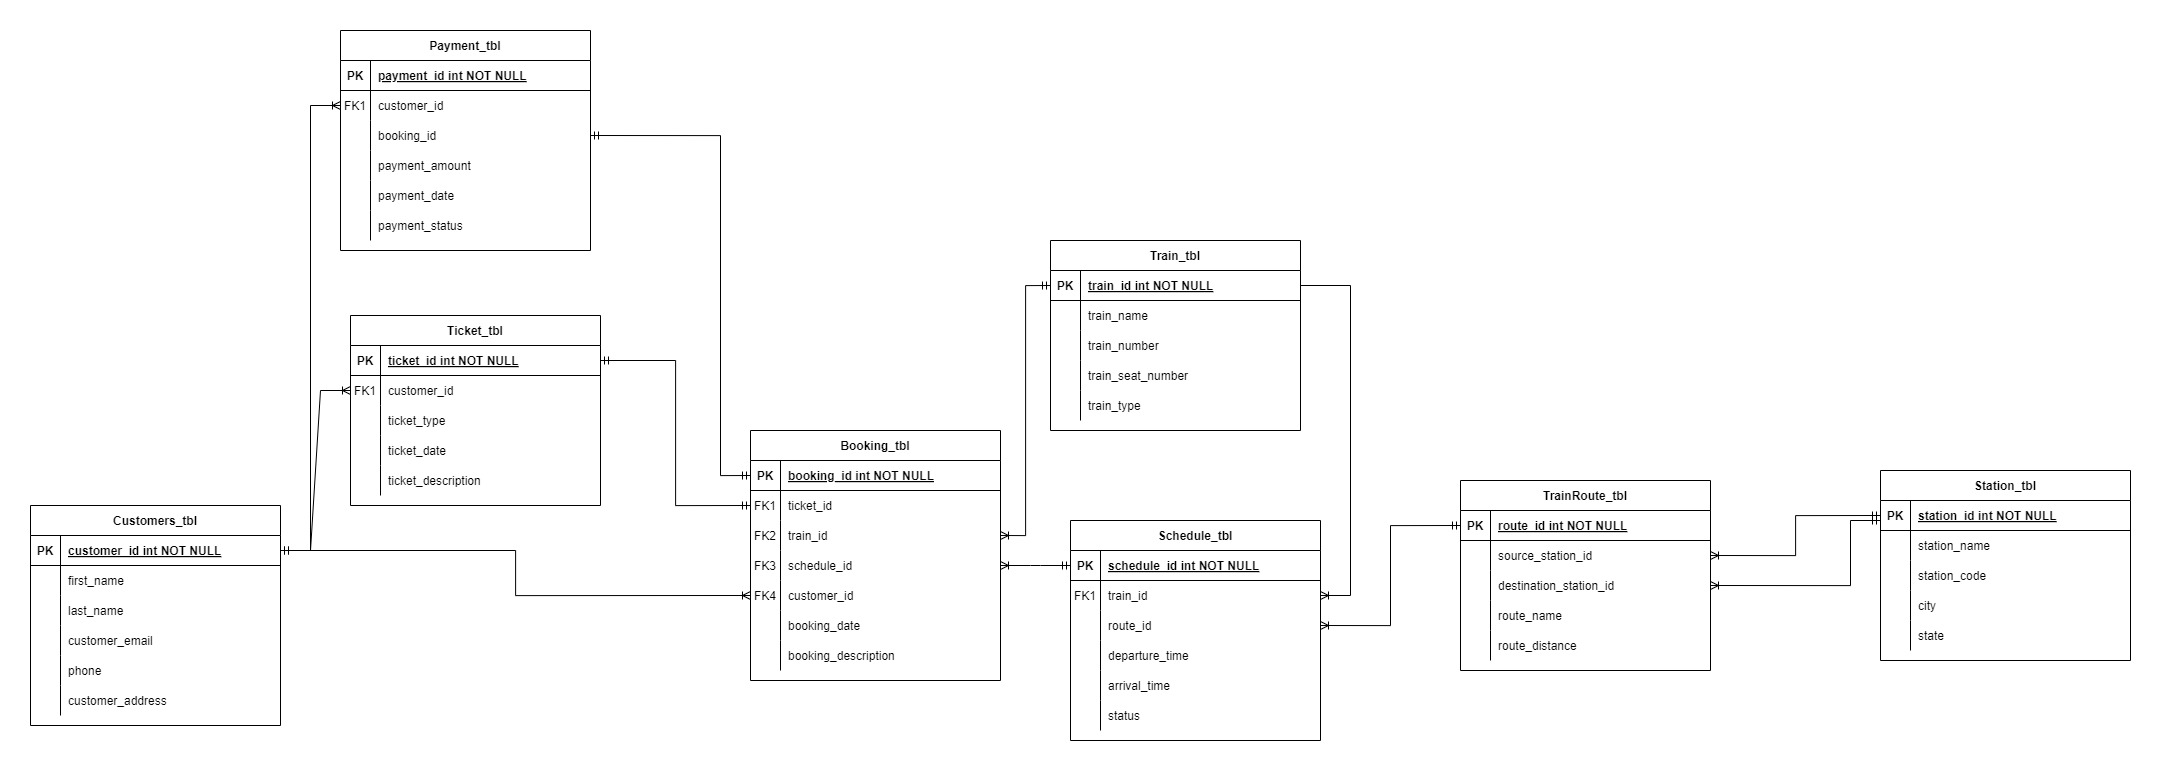 Payment_tbl
PK payment_id int NOT NULL
FK1 customer_id
booking_id
payment_amount
payment_date
payment_status
Ticket_tbl
PK ticket_id int NOT NULL
FK1 customer_id
ticket_type
ticket_date
ticket_description
Customers_tbl
PK customer_id int NOT NULL
first_name
last_name
customer_email
phone
customer_address
Booking_tbl
PK booking_id int NOT NULL
FK1 ticket_id
FK2 train_id
FK3 schedule_id
FK4 customer_id
booking_date
booking_description
Train_tbl
PK train_id int NOT NULL
train_name
train_number
train_seat_number
train_type
Schedule_tbl
PK schedule_id int NOT NULL
FK1 train_id
route_id
departure_time
arrival_time
status
TrainRoute_tbl
PK route_id int NOT NULL
source_station_id
destination_station_id
route_name
route_distance
Station_tbl
PK station_id int NOT NULL
station_name
station_code
city
state